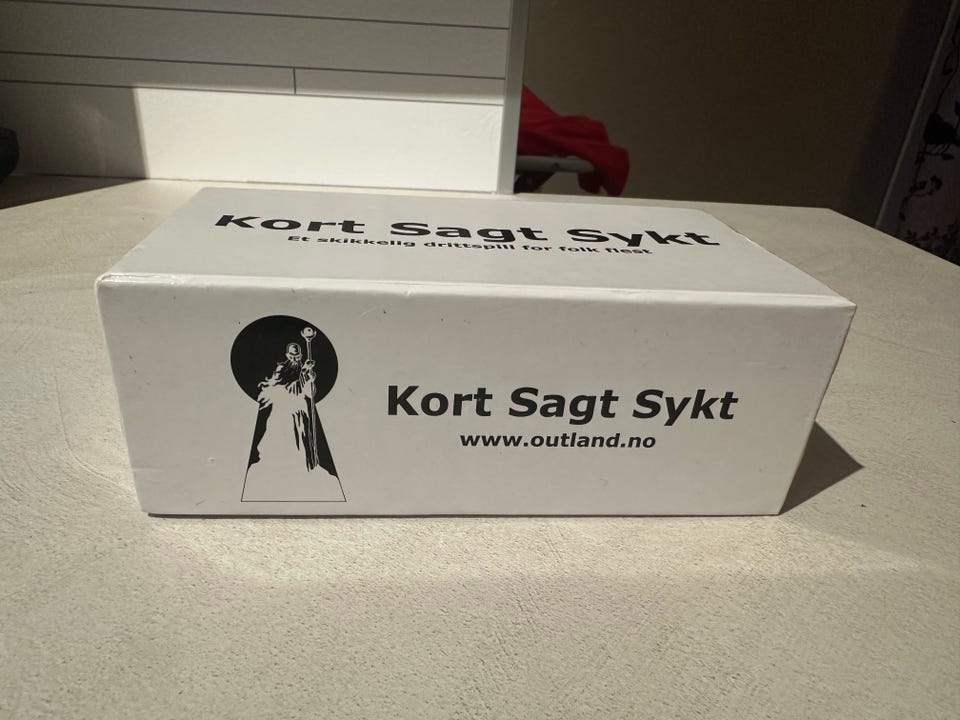 Kort Sagt Sykt
Et skikkelig drittspill for folk flest
Kort Sagt Sykt
www.outland.no